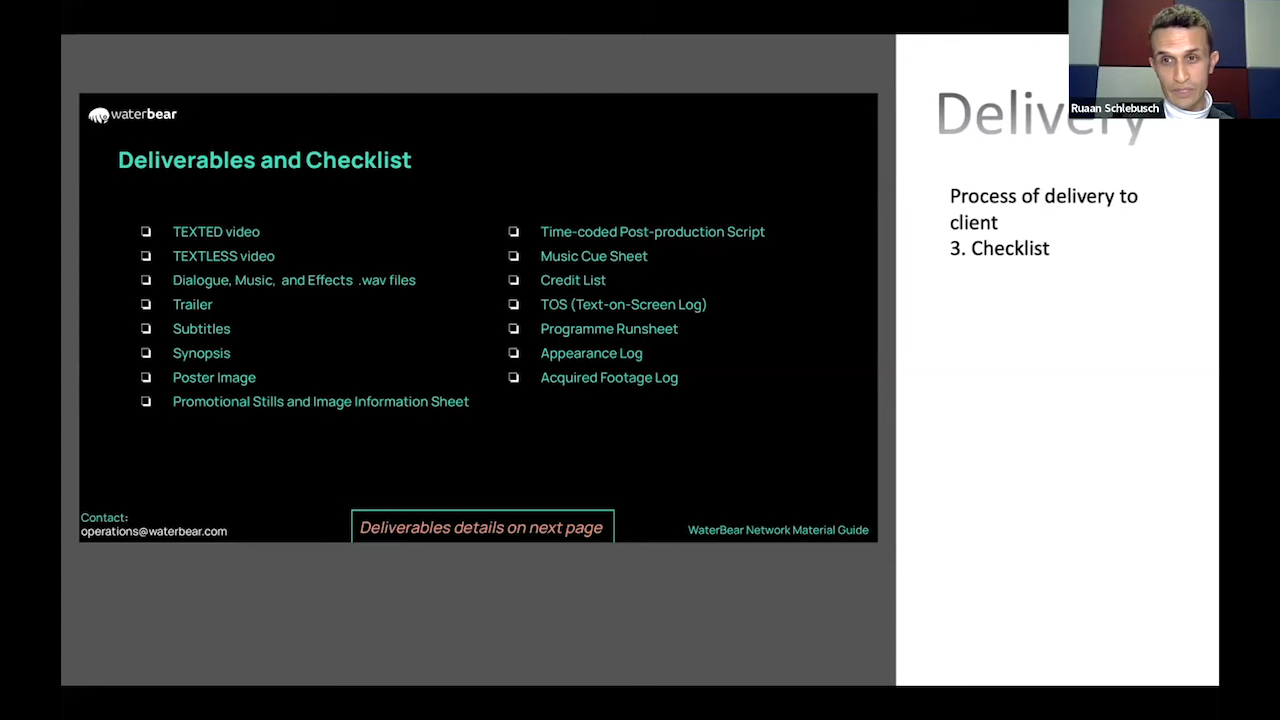 waterbear
Deliverables and Checklist
TEXTED video
TEXTLESS video
Dialogue, Music, and Effects .wav files
Trailer
Subtitles
Synopsis
Poster Image
Promotional Stills and Image Information Sheet
Time-coded Post-production Script
Music Cue Sheet
Credit List
TOS (Text-on-Screen Log)
Programme Runsheet
Appearance Log
Acquired Footage Log
Contact:
operations@waterbear.com
Deliverables details on next page
WaterBear Network Material Guide
Delivery
Process of delivery to
client
3. Checklist
Ruaan Schlebusch